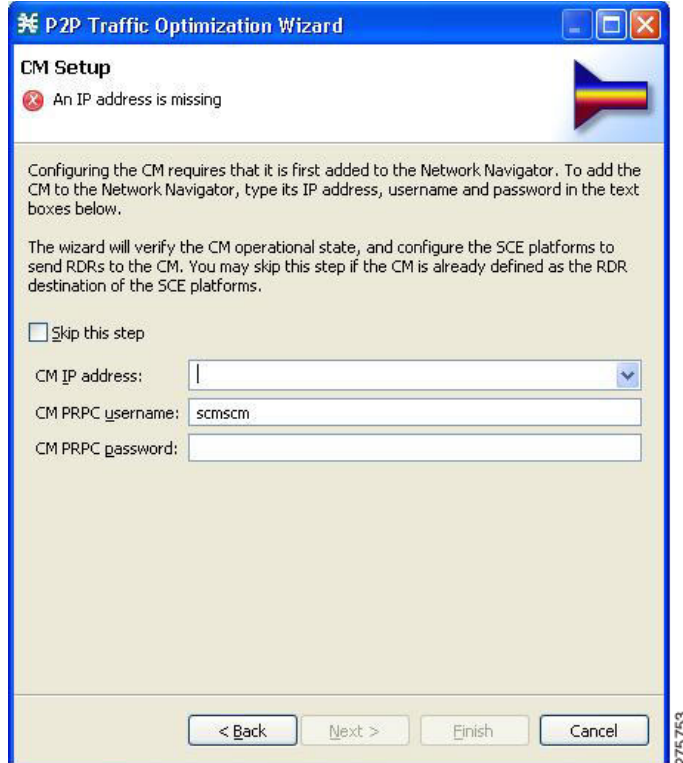 P2P Traffic Optimization Wizard
CM Setup
An IP address is missing
Configuring the CM requires that it is first added to the Network Navigator. To add the
CM to the Network Navigator, type its IP address, username and password in the text
boxes below.
The wizard will verify the CM operational state, and configure the SCE platforms to
send RDRs to the CM. You may skip this step if the CM is already defined as the RDR
destination of the SCE platforms.
Skip this step
CM IP address:
CM PRPC username: scmscm
CM PRPC password:
< Back Next > Finish Cancel
275753